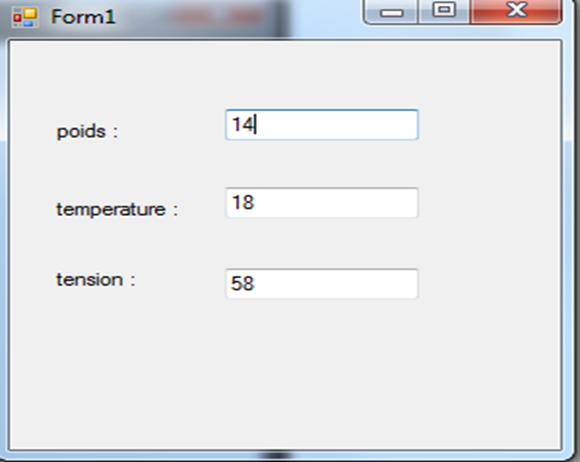 Form1
poids : 14
temperature : 18
tension : 58